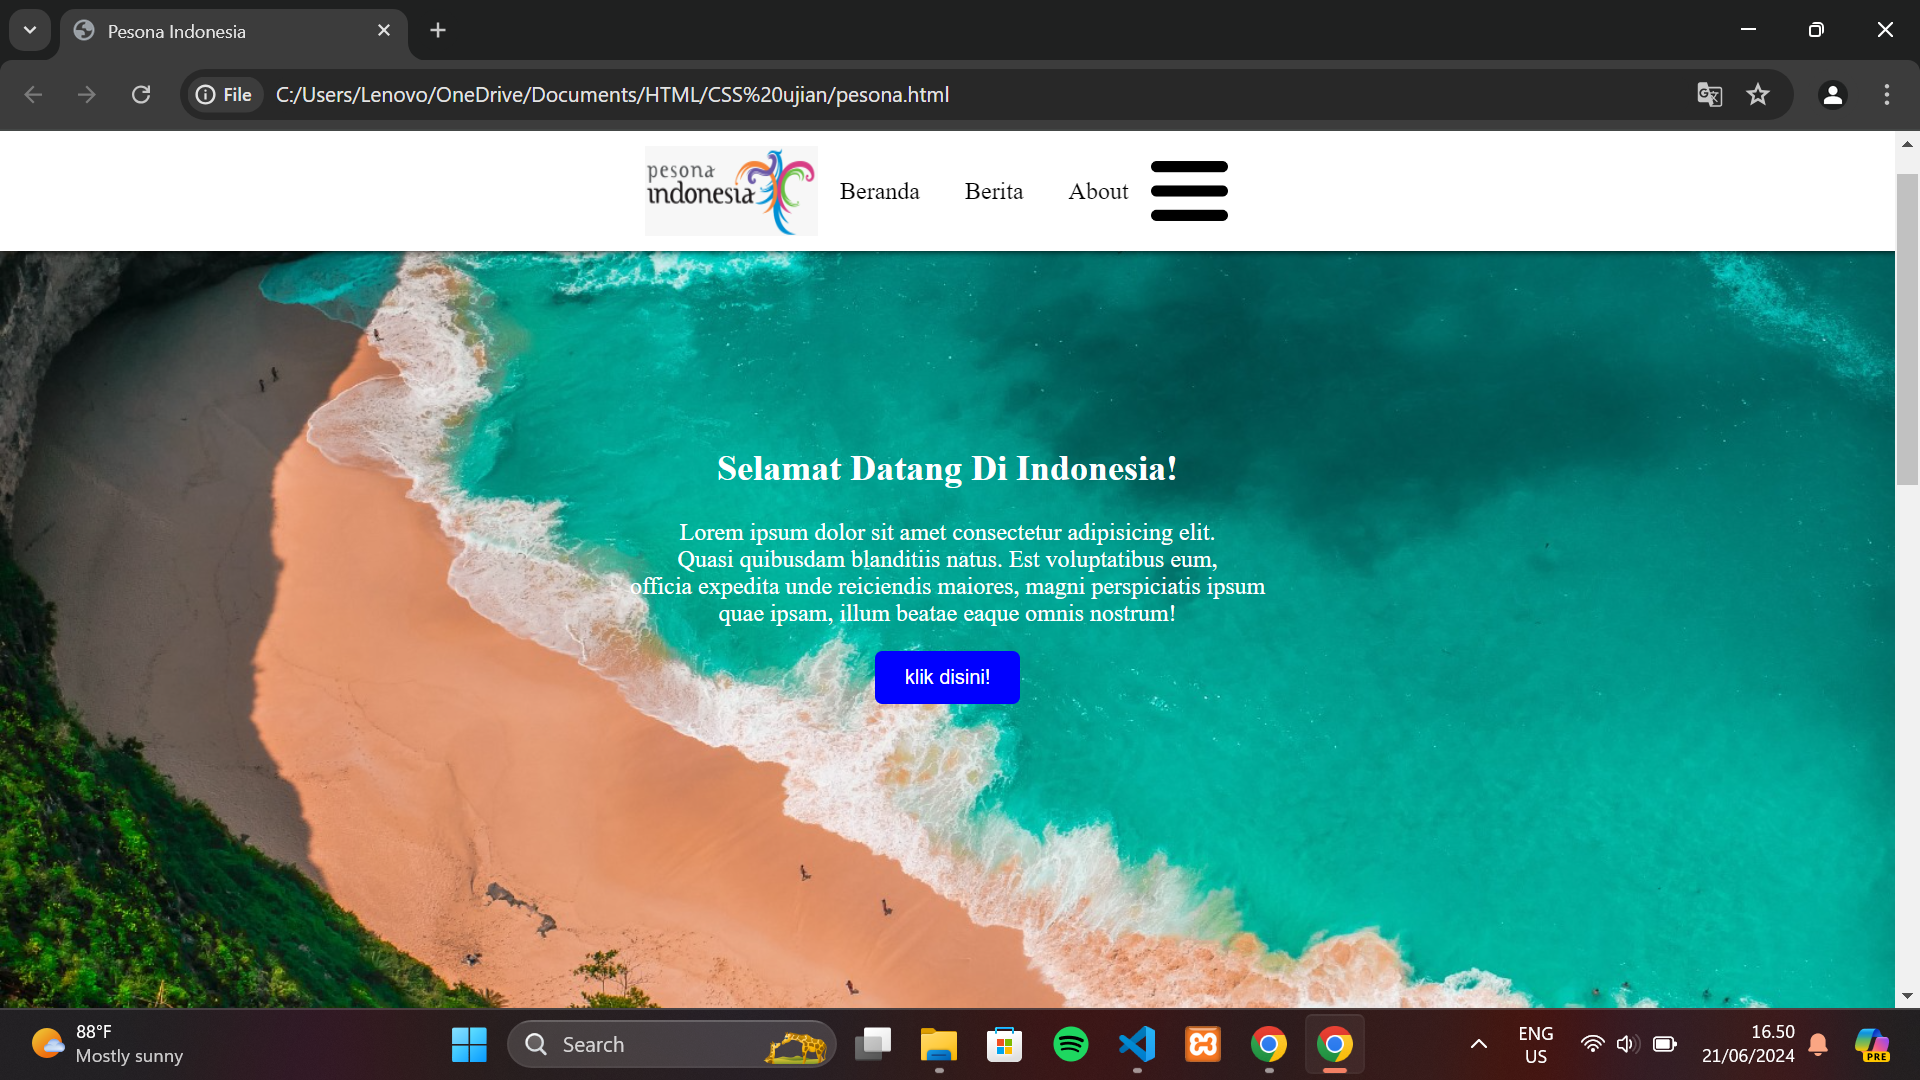 Pesona Indonesia
File
C:/Users/Lenovo/OneDrive/Documents/HTML/CSS%20ujian/pesona.html
pesona
indonesia
Beranda
Berita
About
Selamat Datang Di Indonesia!
Lorem ipsum dolor sit amet consectetur adipisicing elit.
Quasi quibusdam blanditiis natus. Est voluptatibus eum,
officia expedita unde reiciendis maiores, magni perspiciatis ipsum
quae ipsam, illum beatae eaque omnis nostrum!
klik disini!
88°F
Mostly sunny
Search
ENG
US
16.50
21/06/2024
PRE